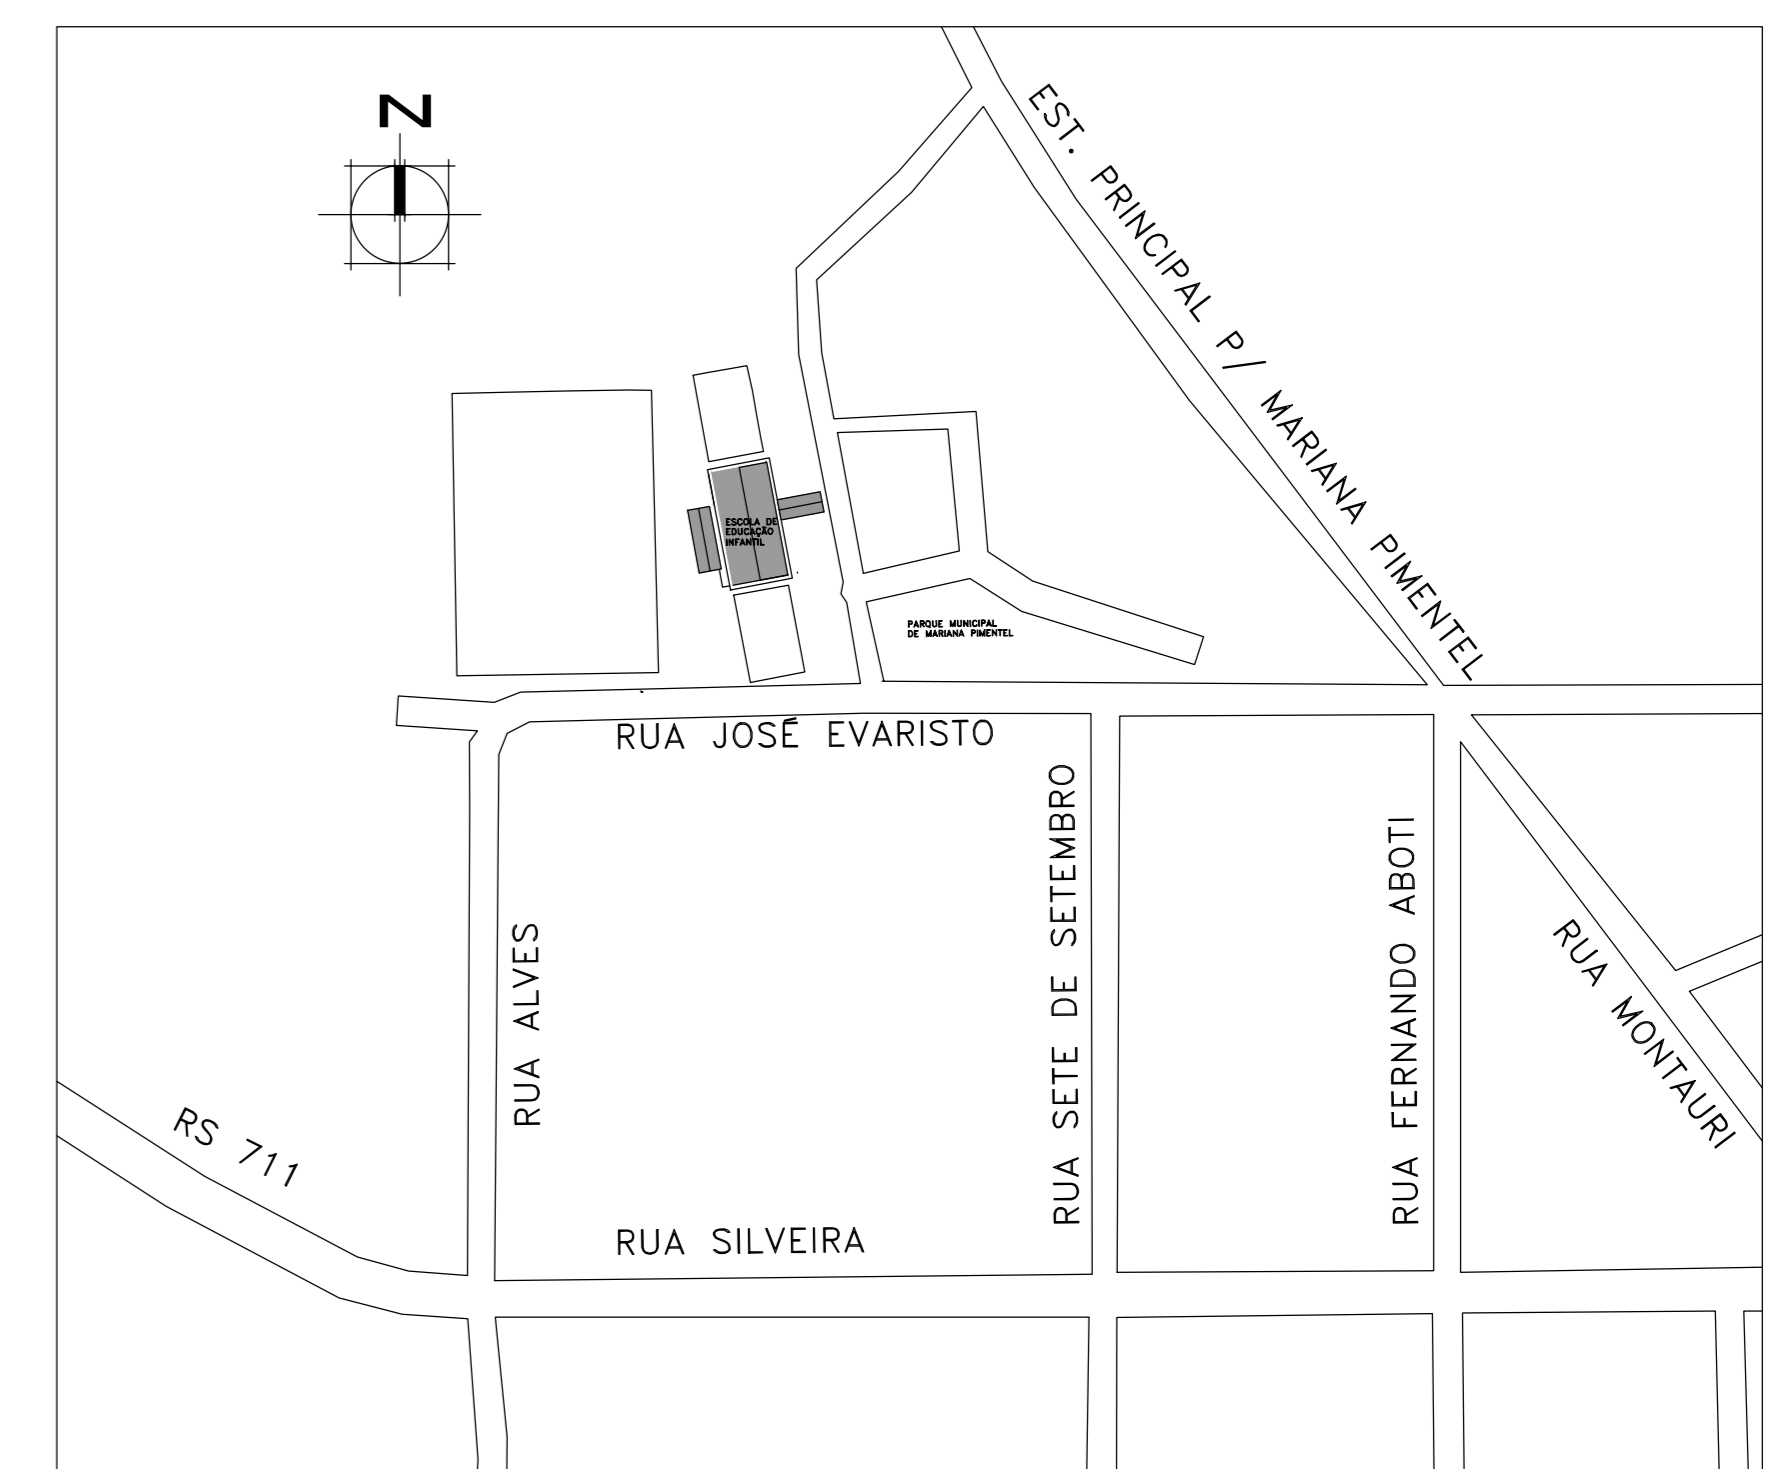 N
EST. PRINCIPAL P/ MARIANA PIMENTEL
ESCOLA DE
EDUCAÇÃO
INFANTIL
PARQUE MUNICIPAL
DE MARIANA PIMENTEL
RUA JOSÉ EVARISTO
RUA ALVES
RUA SETE DE SETEMBRO
RUA FERNANDO ABOTI
RUA MONTAURI
RS 711
RUA SILVEIRA